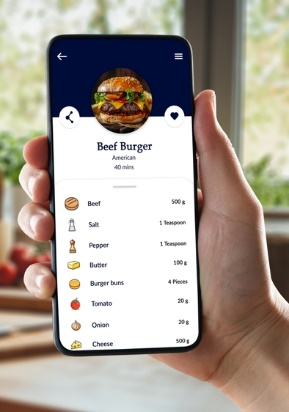 Beef Burger
American
40 mins
Beef 500 g
Salt 1 Teaspoon
Pepper 1 Teaspoon
Butter 100 g
Burger buns 4 Pieces
Tomato 20 g
Onion 20 g
Cheese 500 g